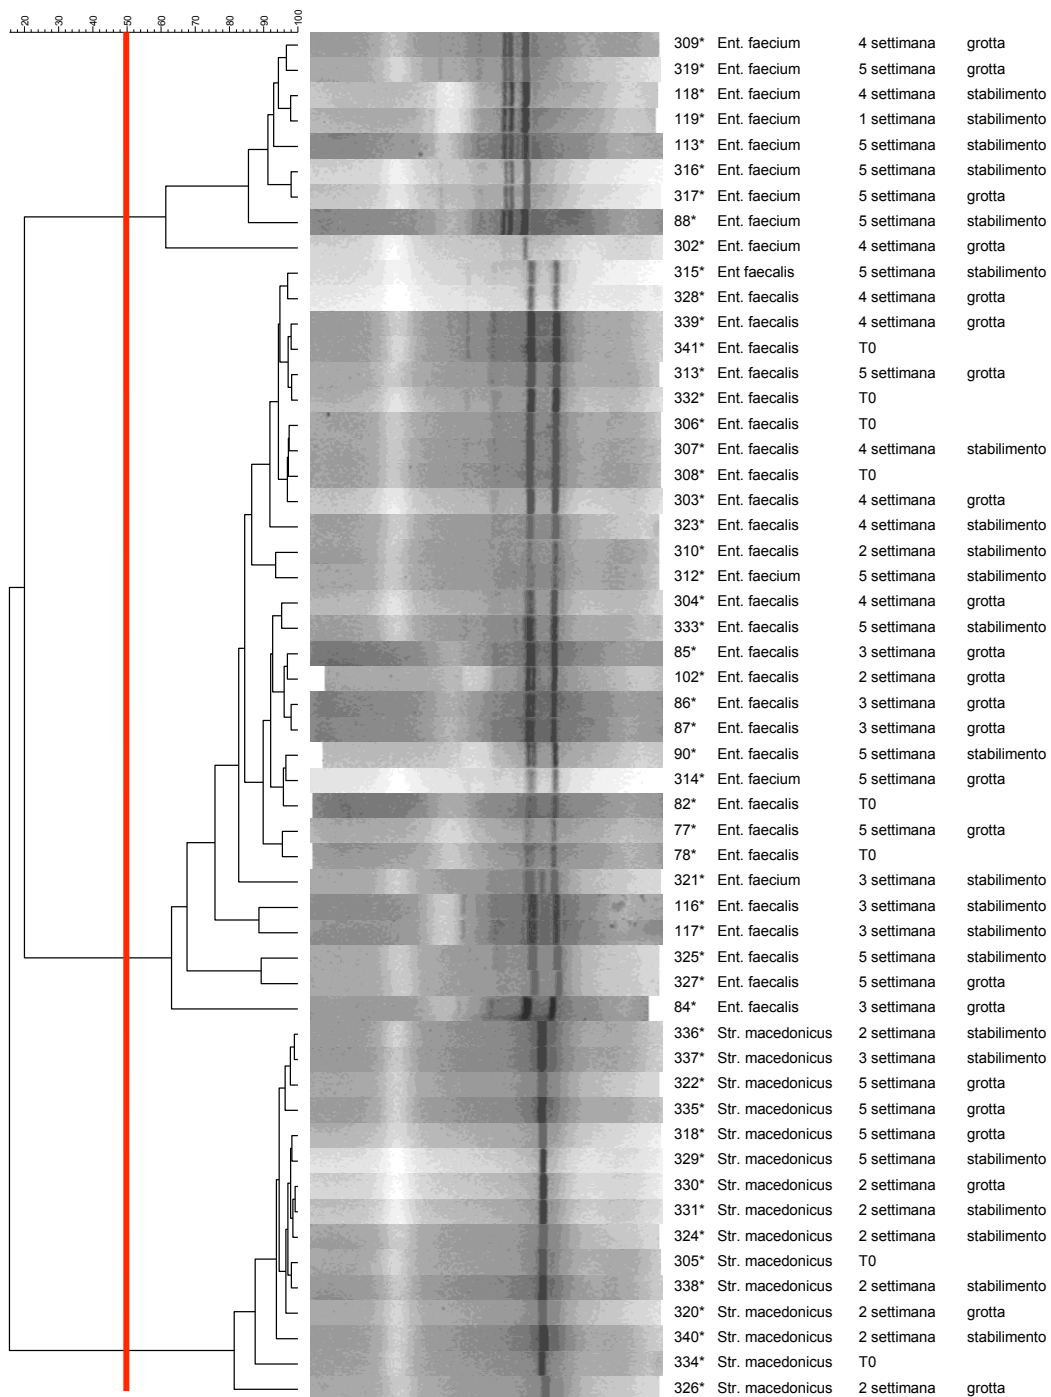 20 30 40 50 60 70 80 90 100
309* Ent. faecium 4 settimana grotta
319* Ent. faecium 5 settimana grotta
118* Ent. faecium 4 settimana stabilimento
119* Ent. faecium 1 settimana stabilimento
113* Ent. faecium 5 settimana stabilimento
316* Ent. faecium 5 settimana stabilimento
317* Ent. faecium 5 settimana grotta
88* Ent. faecium 5 settimana stabilimento
302* Ent. faecium 4 settimana grotta
315* Ent faecalis 5 settimana stabilimento
328* Ent. faecalis 4 settimana grotta
339* Ent. faecalis 4 settimana grotta
341* Ent. faecalis T0
313* Ent. faecalis 5 settimana grotta
332* Ent. faecalis T0
306* Ent. faecalis T0
307* Ent. faecalis 4 settimana stabilimento
308* Ent. faecalis T0
303* Ent. faecalis 4 settimana grotta
323* Ent. faecalis 4 settimana stabilimento
310* Ent. faecalis 2 settimana stabilimento
312* Ent. faecium 5 settimana stabilimento
304* Ent. faecalis 4 settimana grotta
333* Ent. faecalis 5 settimana stabilimento
85* Ent. faecalis 3 settimana grotta
102* Ent. faecalis 2 settimana grotta
86* Ent. faecalis 3 settimana grotta
87* Ent. faecalis 3 settimana grotta
90* Ent. faecalis 5 settimana stabilimento
314* Ent. faecium 5 settimana grotta
82* Ent. faecalis T0
77* Ent. faecalis 5 settimana grotta
78* Ent. faecalis T0
321* Ent. faecium 3 settimana stabilimento
116* Ent. faecalis 3 settimana stabilimento
117* Ent. faecalis 3 settimana stabilimento
325* Ent. faecalis 5 settimana stabilimento
327* Ent. faecalis 5 settimana grotta
84* Ent. faecalis 3 settimana grotta
336* Str. macedonicus 2 settimana stabilimento
337* Str. macedonicus 3 settimana stabilimento
322* Str. macedonicus 5 settimana grotta
335* Str. macedonicus 5 settimana grotta
318* Str. macedonicus 5 settimana grotta
329* Str. macedonicus 5 settimana stabilimento
330* Str. macedonicus 2 settimana grotta
331* Str. macedonicus 2 settimana stabilimento
324* Str. macedonicus 2 settimana stabilimento
305* Str. macedonicus T0
338* Str. macedonicus 2 settimana stabilimento
320* Str. macedonicus 2 settimana grotta
340* Str. macedonicus 2 settimana stabilimento
334* Str. macedonicus T0
326* Str. macedonicus 2 settimana grotta